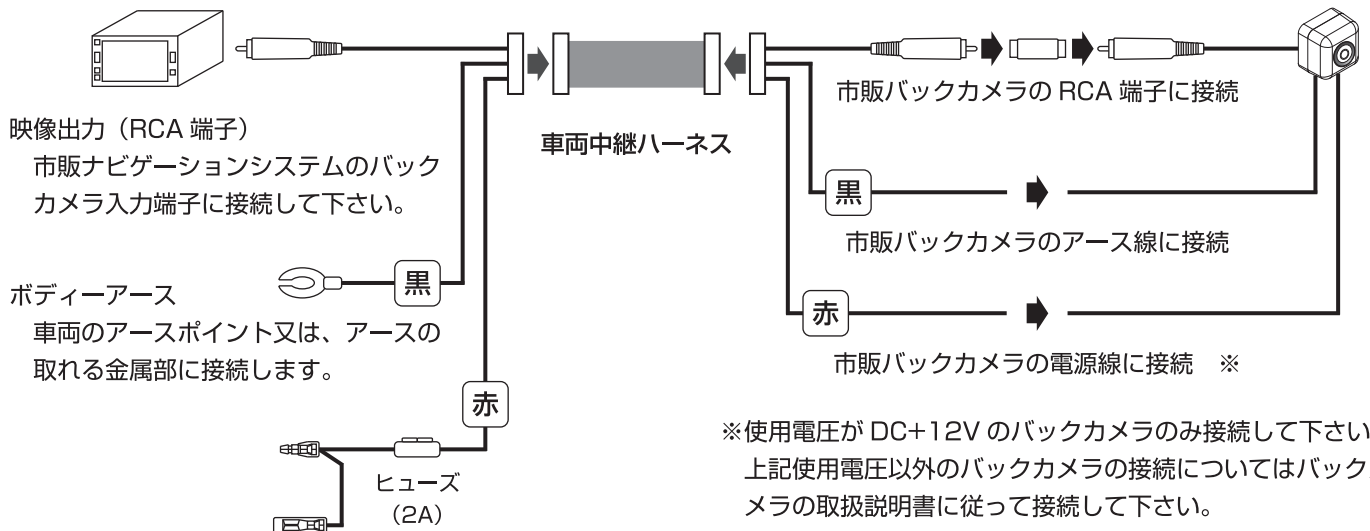 映像出力（RCA 端子）
市販ナビゲーションシステムのバック
カメラ入力端子に接続して下さい。
ボディーアース
車両のアースポイント又は、アースの
取れる金属部に接続します。
黒
赤
ヒューズ
（2A）
車両中継ハーネス
市販バックカメラの RCA 端子に接続
黒
市販バックカメラのアース線に接続
赤
市販バックカメラの電源線に接続　※
※使用電圧が DC+12V のバックカメラのみ接続して下さい
上記使用電圧以外のバックカメラの接続についてはバック
メラの取扱説明書に従って接続して下さい。